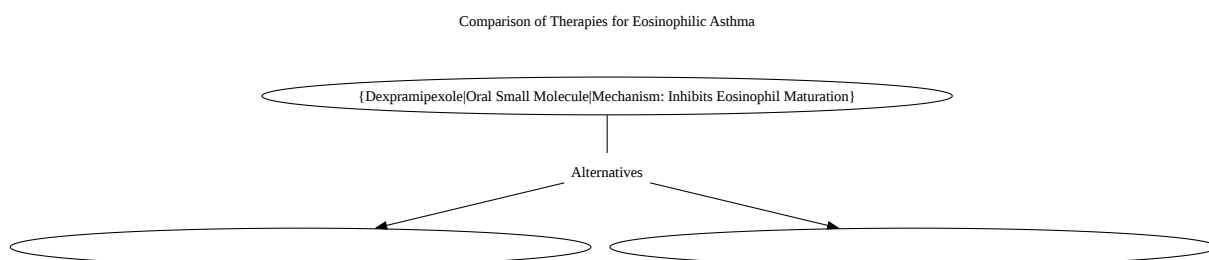 Comparison of Therapies for Eosinophilic Asthma
{Dexpramipexole|Oral Small Molecule|Mechanism: Inhibits Eosinophil Maturation}
Alternatives